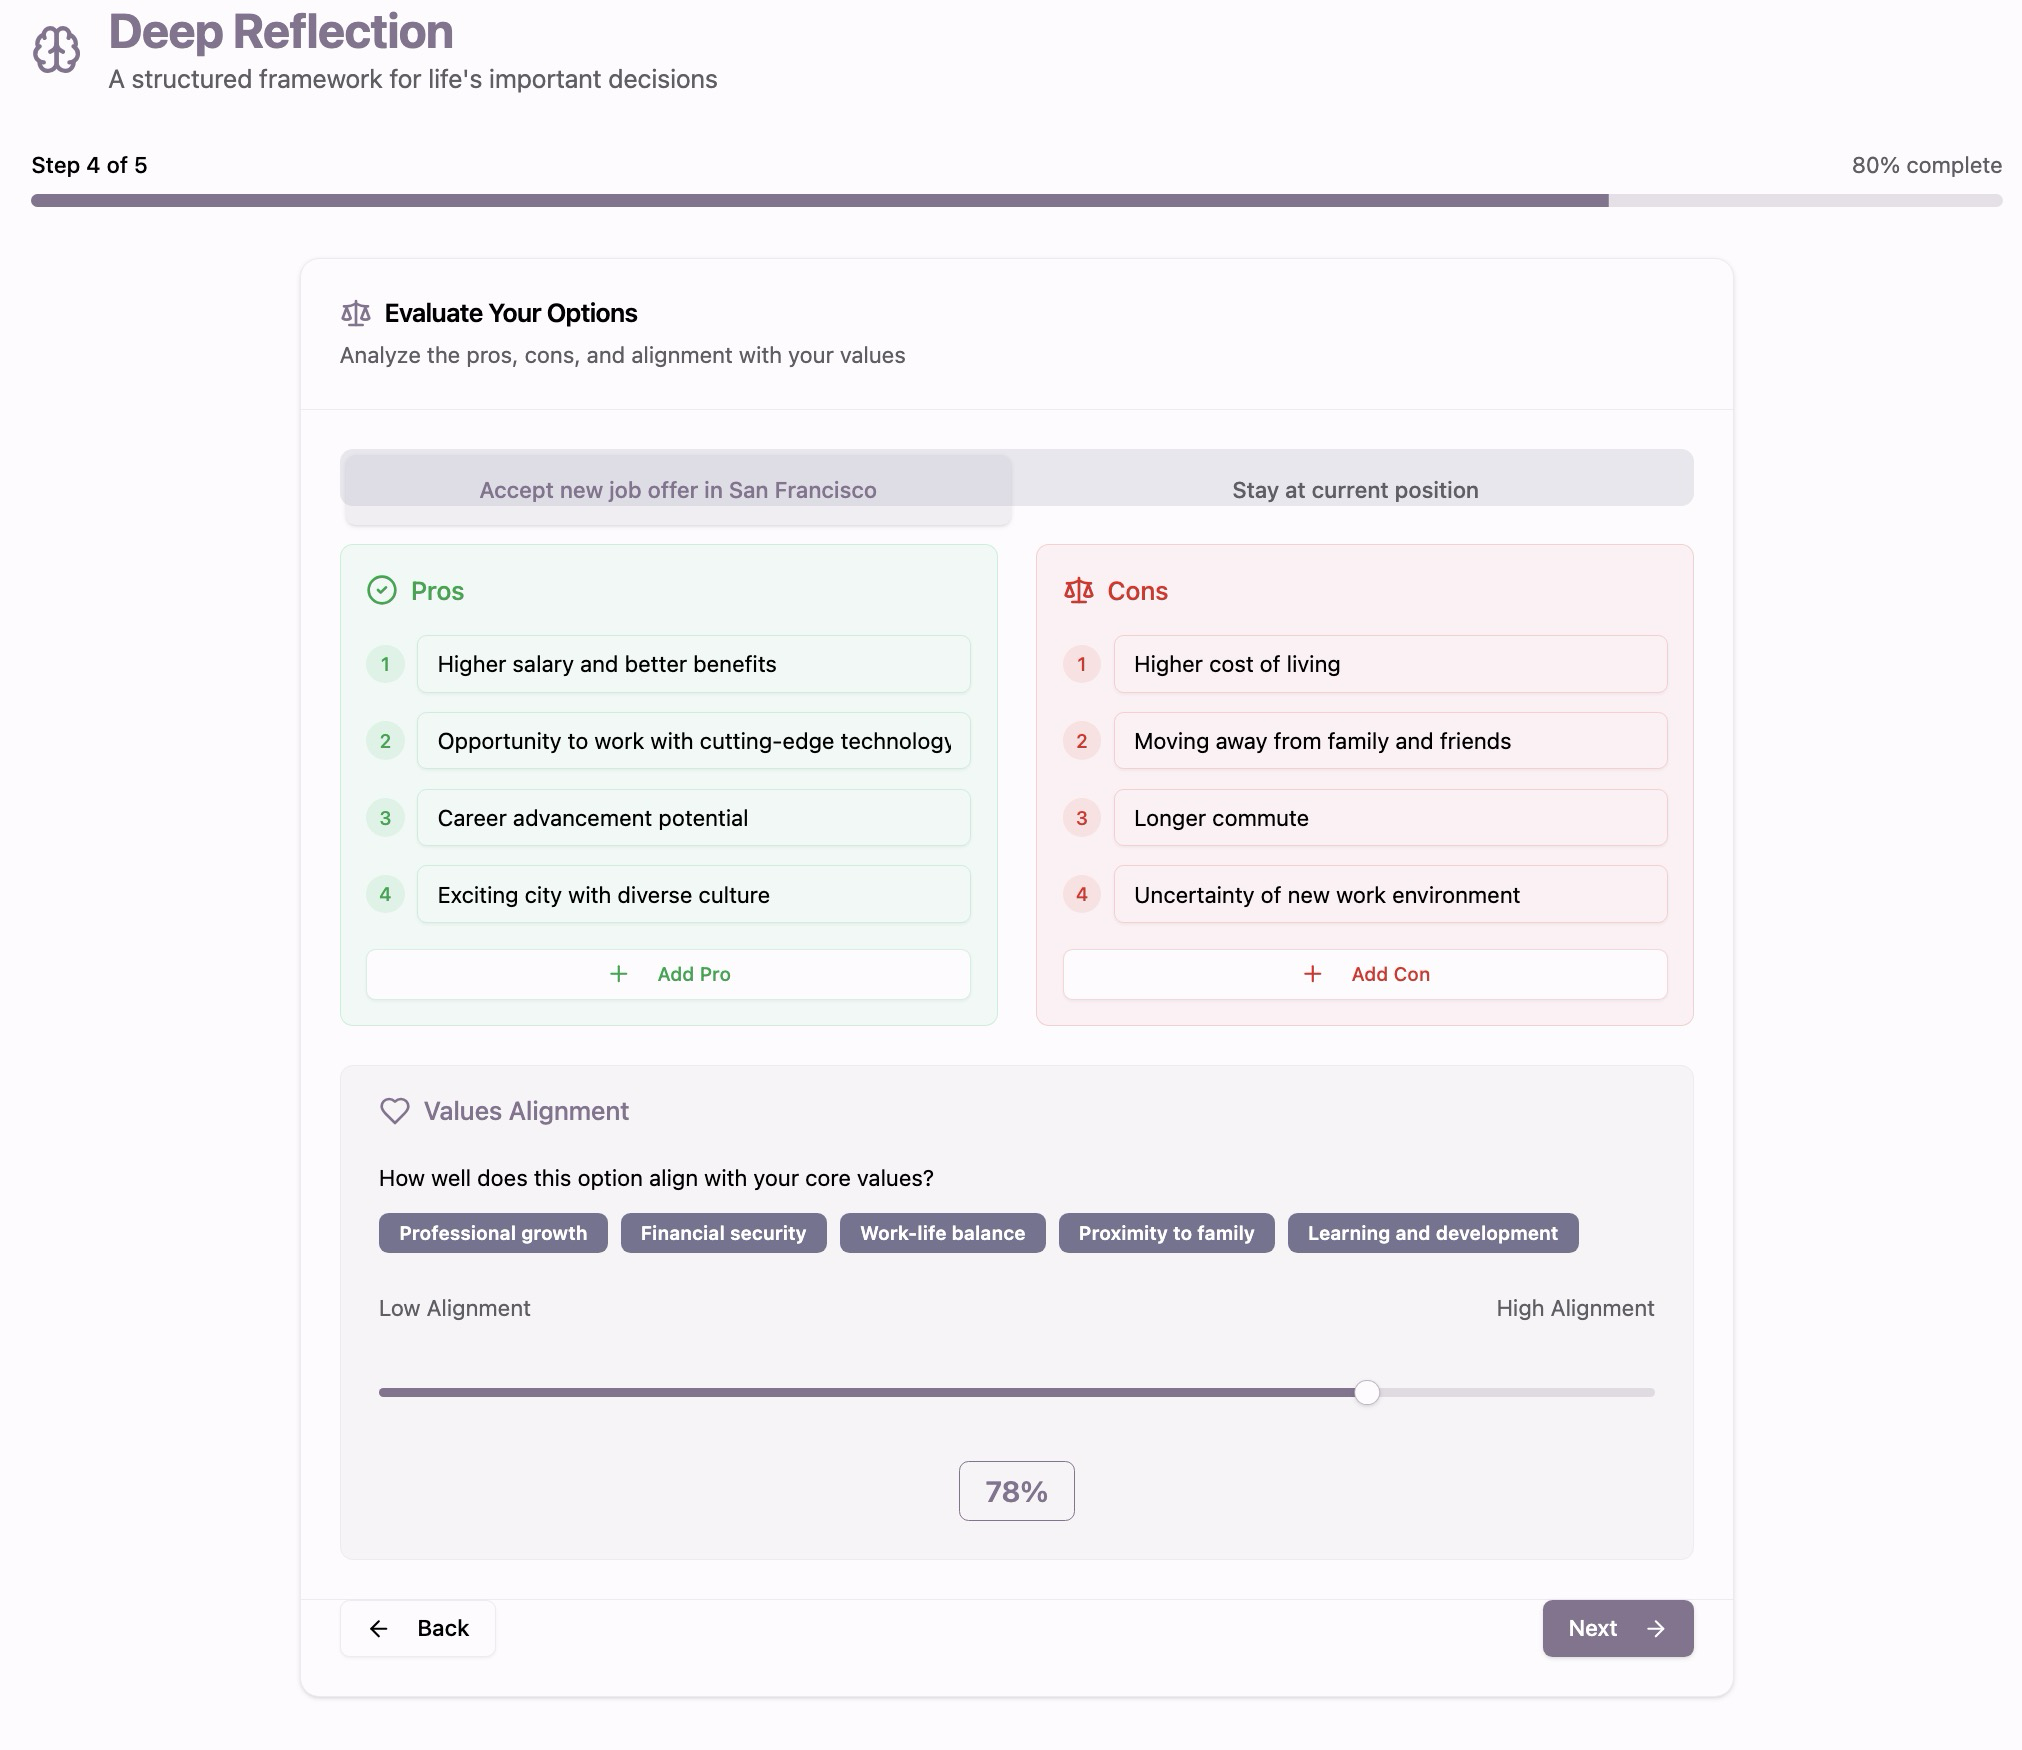 Deep Reflection
A structured framework for life's important decisions
Step 4 of 5
80% complete
Evaluate Your Options
Analyze the pros, cons, and alignment with your values
Accept new job offer in San Francisco
Stay at current position
Pros
1 Higher salary and better benefits
2 Opportunity to work with cutting-edge technology
3 Career advancement potential
4 Exciting city with diverse culture
+ Add Pro
Cons
1 Higher cost of living
2 Moving away from family and friends
3 Longer commute
4 Uncertainty of new work environment
+ Add Con
Values Alignment
How well does this option align with your core values?
Professional growth
Financial security
Work-life balance
Proximity to family
Learning and development
Low Alignment
High Alignment
78%
Back
Next